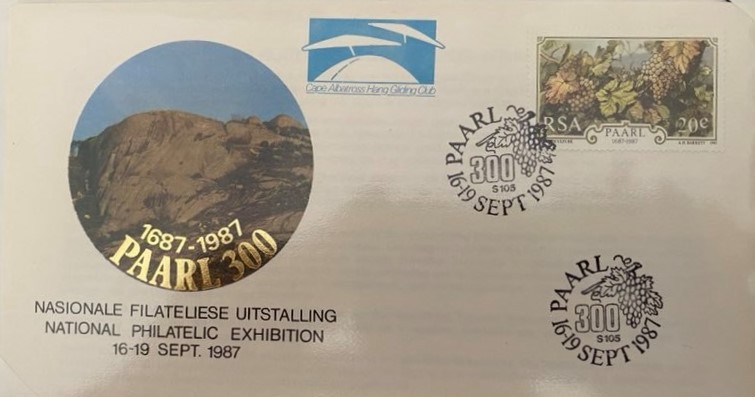 Cape Albatross Hang Gliding Club
1687-1987
PAARL 300
NASIONALE FILATELIESE UITSTALLING
NATIONAL PHILATELIC EXHIBITION
16-19 SEPT. 1987
RSA
PAARL
1687-1987
20c
PAARL
300
S105
16-19 SEPT 1987
PAARL
300
S105
16-19 SEPT 1987